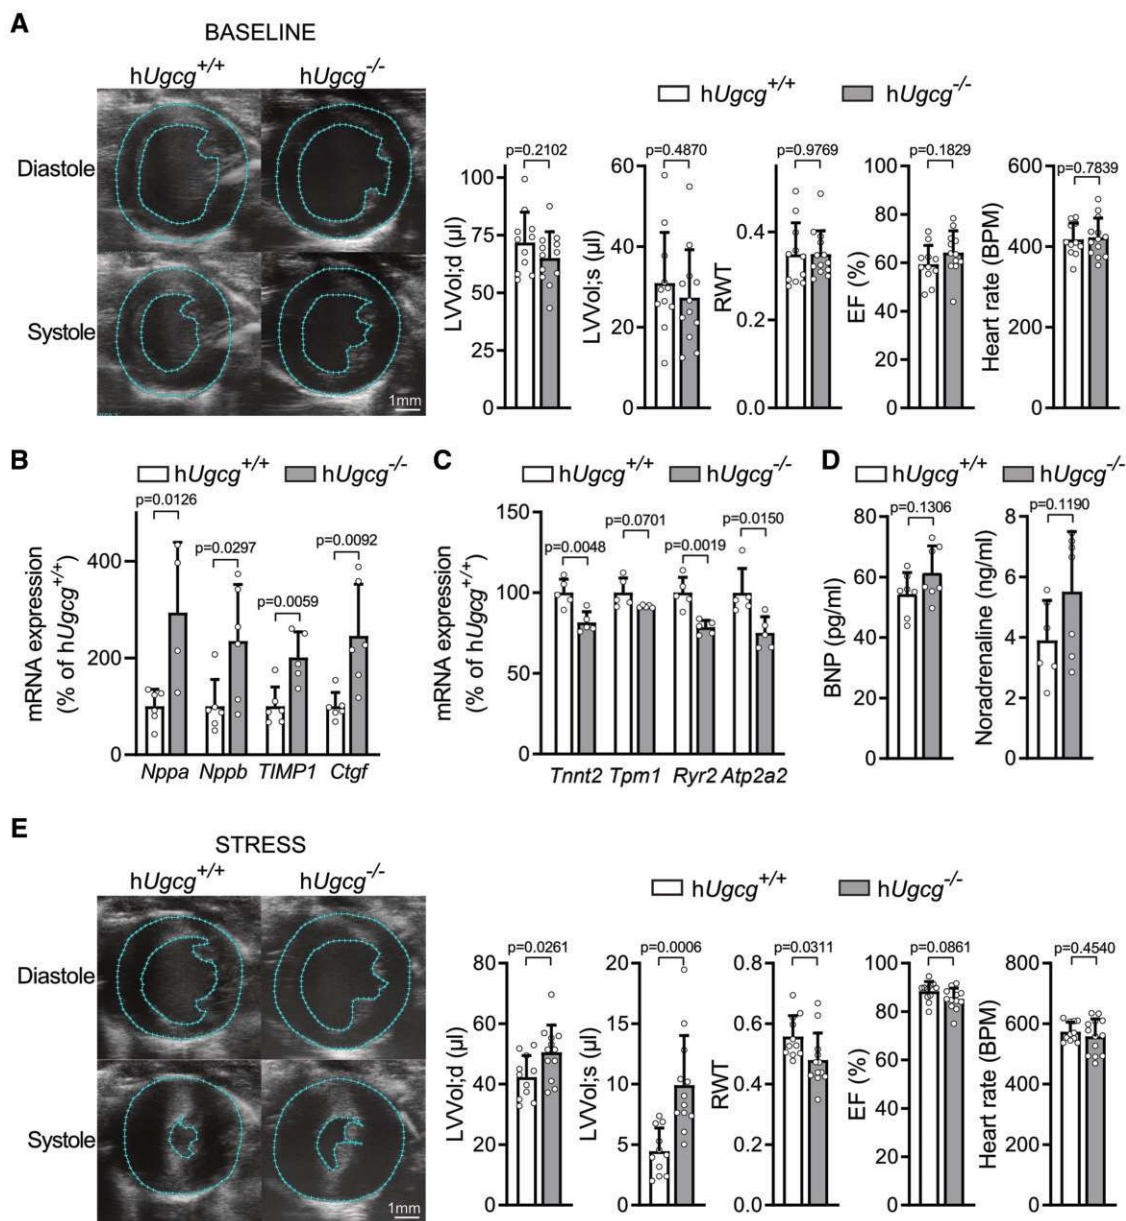 A
BASELINE
hUgcg+/+ hUgcg-/-
Diastole
Systole
1mm
hUgcg+/+ hUgcg-/-
p=0.2102
LVVol;d (µl)
100
75
50
25
0
p=0.4870
LVVol;s (µl)
60
40
20
0
p=0.9769
RWT
0.4
0.2
0.0
p=0.1829
EF (%)
100
80
60
40
20
0
p=0.7839
Heart rate (BPM)
600
400
200
0
B
hUgcg+/+ hUgcg-/-
mRNA expression
(% of hUgcg+/+)
400
200
0
p=0.0126
p=0.0297
p=0.0059
p=0.0092
Nppa Nppb TIMP1 Ctgf
C
hUgcg+/+ hUgcg-/-
mRNA expression
(% of hUgcg+/+)
150
100
50
0
p=0.0048
p=0.0701
p=0.0019
p=0.0150
Tnnt2 Tpm1 Ryr2 Atp2a2
D
hUgcg+/+ hUgcg-/-
p=0.1306
BNP (pg/ml)
80
60
40
20
0
p=0.1190
Noradrenaline (ng/ml)
8
6
4
2
0
E
STRESS
hUgcg+/+ hUgcg-/-
Diastole
Systole
1mm
hUgcg+/+ hUgcg-/-
p=0.0261
LVVol;d (µl)
80
60
40
20
0
p=0.0006
LVVol;s (µl)
20
15
10
5
0
p=0.0311
RWT
0.8
0.6
0.4
0.2
0.0
p=0.0861
EF (%)
100
80
60
40
20
0
p=0.4540
Heart rate (BPM)
800
600
400
200
0